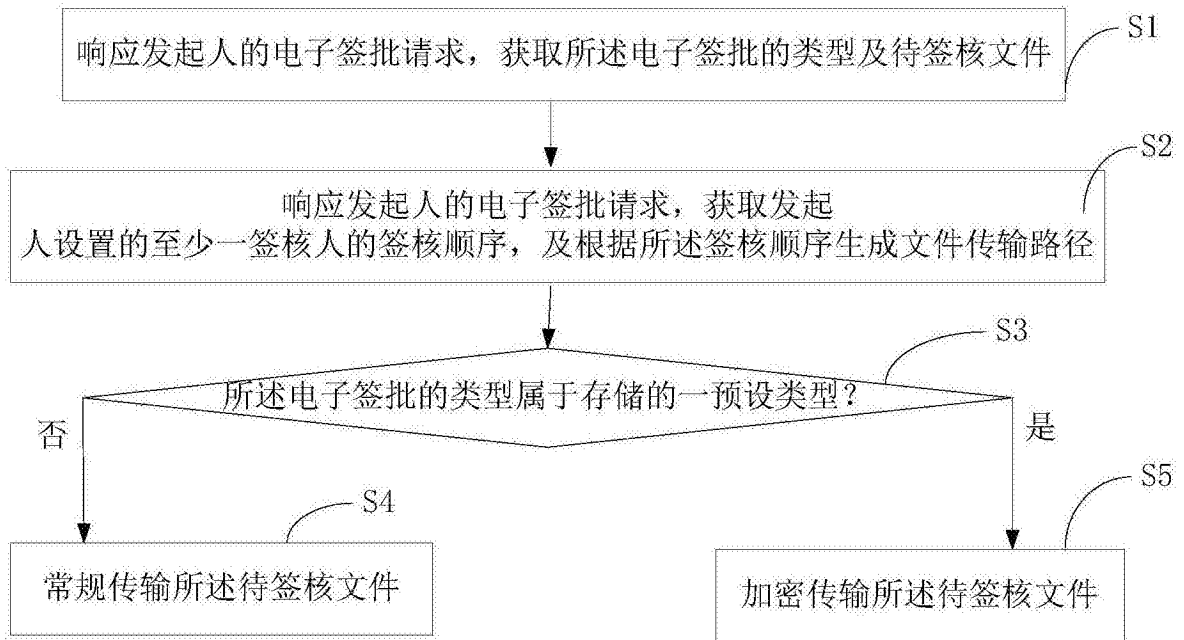 响应发起人的电子签批请求，获取所述电子签批的类型及待签核文件
S1
响应发起人的电子签批请求，获取发起
人设置的至少一签核人的签核顺序，及根据所述签核顺序生成文件传输路径
S2
所述电子签批的类型属于存储的一预设类型？
S3
否
是
常规传输所述待签核文件
S4
加密传输所述待签核文件
S5